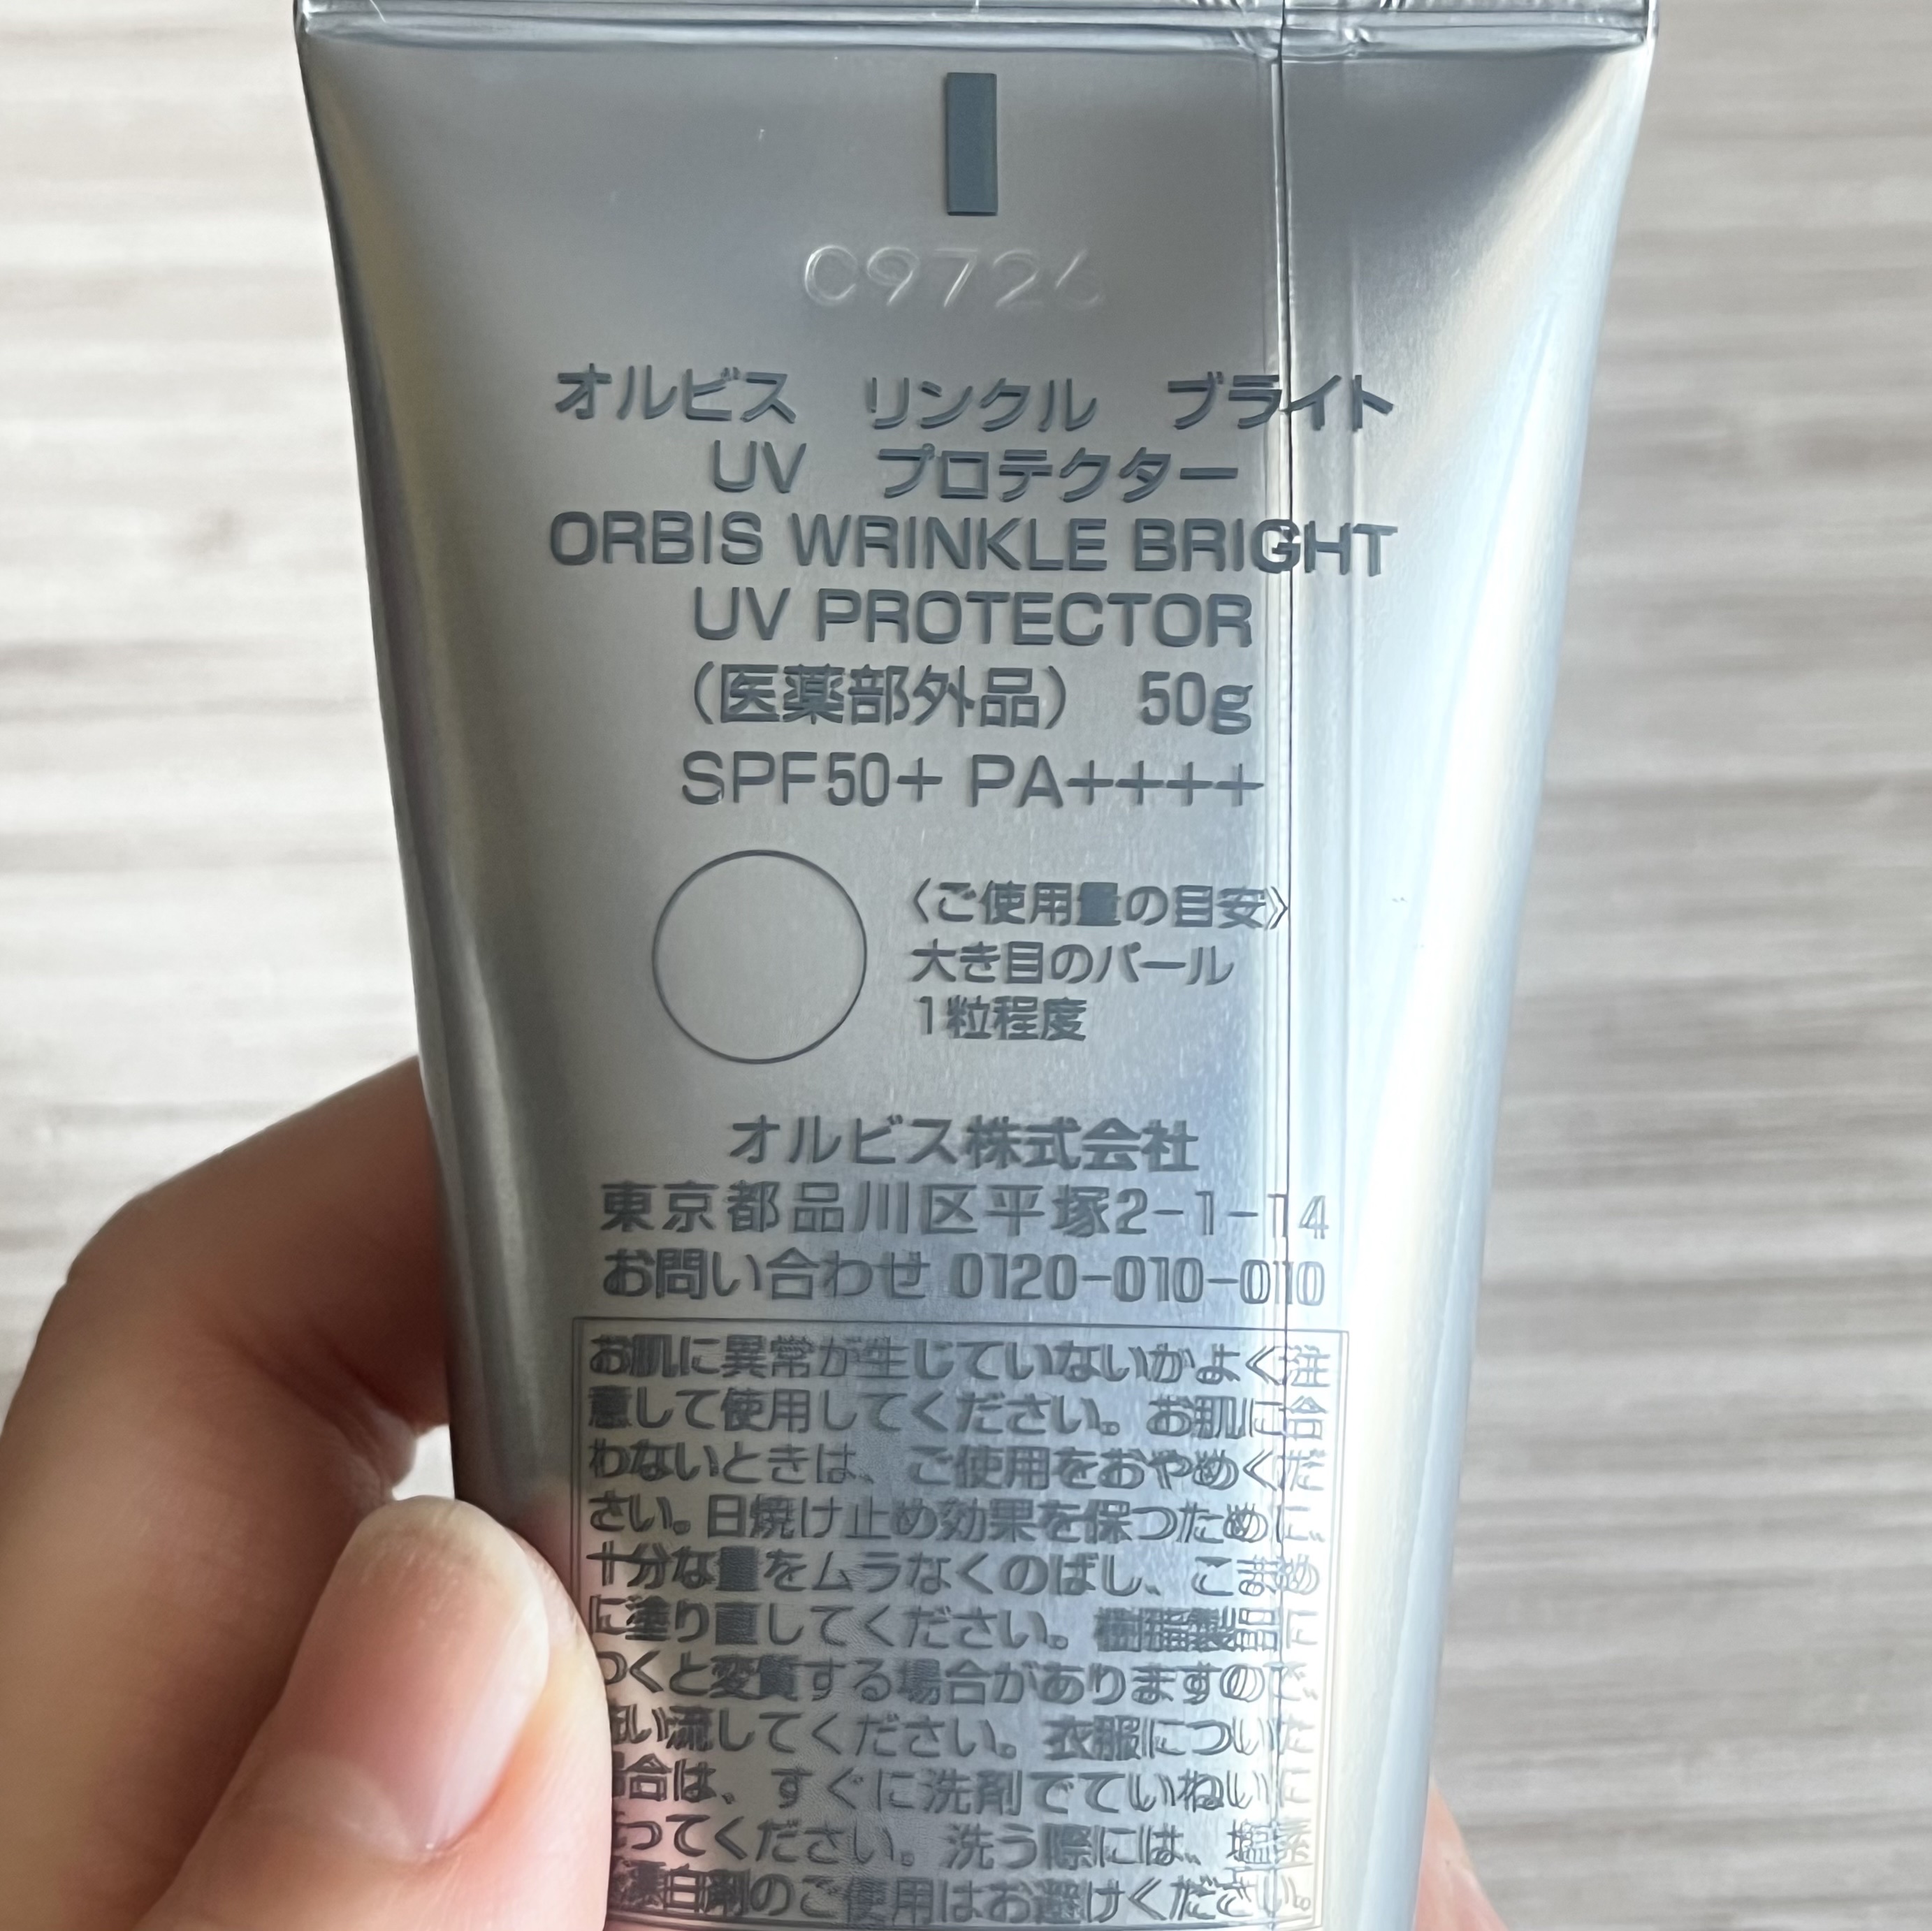 C9726
オルビス リンクル ブライト
UV プロテクター
ORBIS WRINKLE BRIGHT
UV PROTECTOR
(医薬部外品) 50g
SPF50+ PA++++
〈ご使用量の目安〉
大き目のパール
1粒程度
オルビス株式会社
東京都品川区平塚2-1-14
お問い合わせ 0120-010-010
お肌に異常が生じていないかよく注
意して使用してください。お肌に合
わないときは、ご使用をおやめくだ
さい。日焼け止め効果を保つために、
十分な量をムラなくのばし、こまめ
に塗り直してください。樹脂製品に
つくと変質する場合がありますので
い流してください。衣服についた
場合は、すぐに洗剤でていねいに
ってください。洗う際には、塩素
漂白剤のご使用はお避けください。